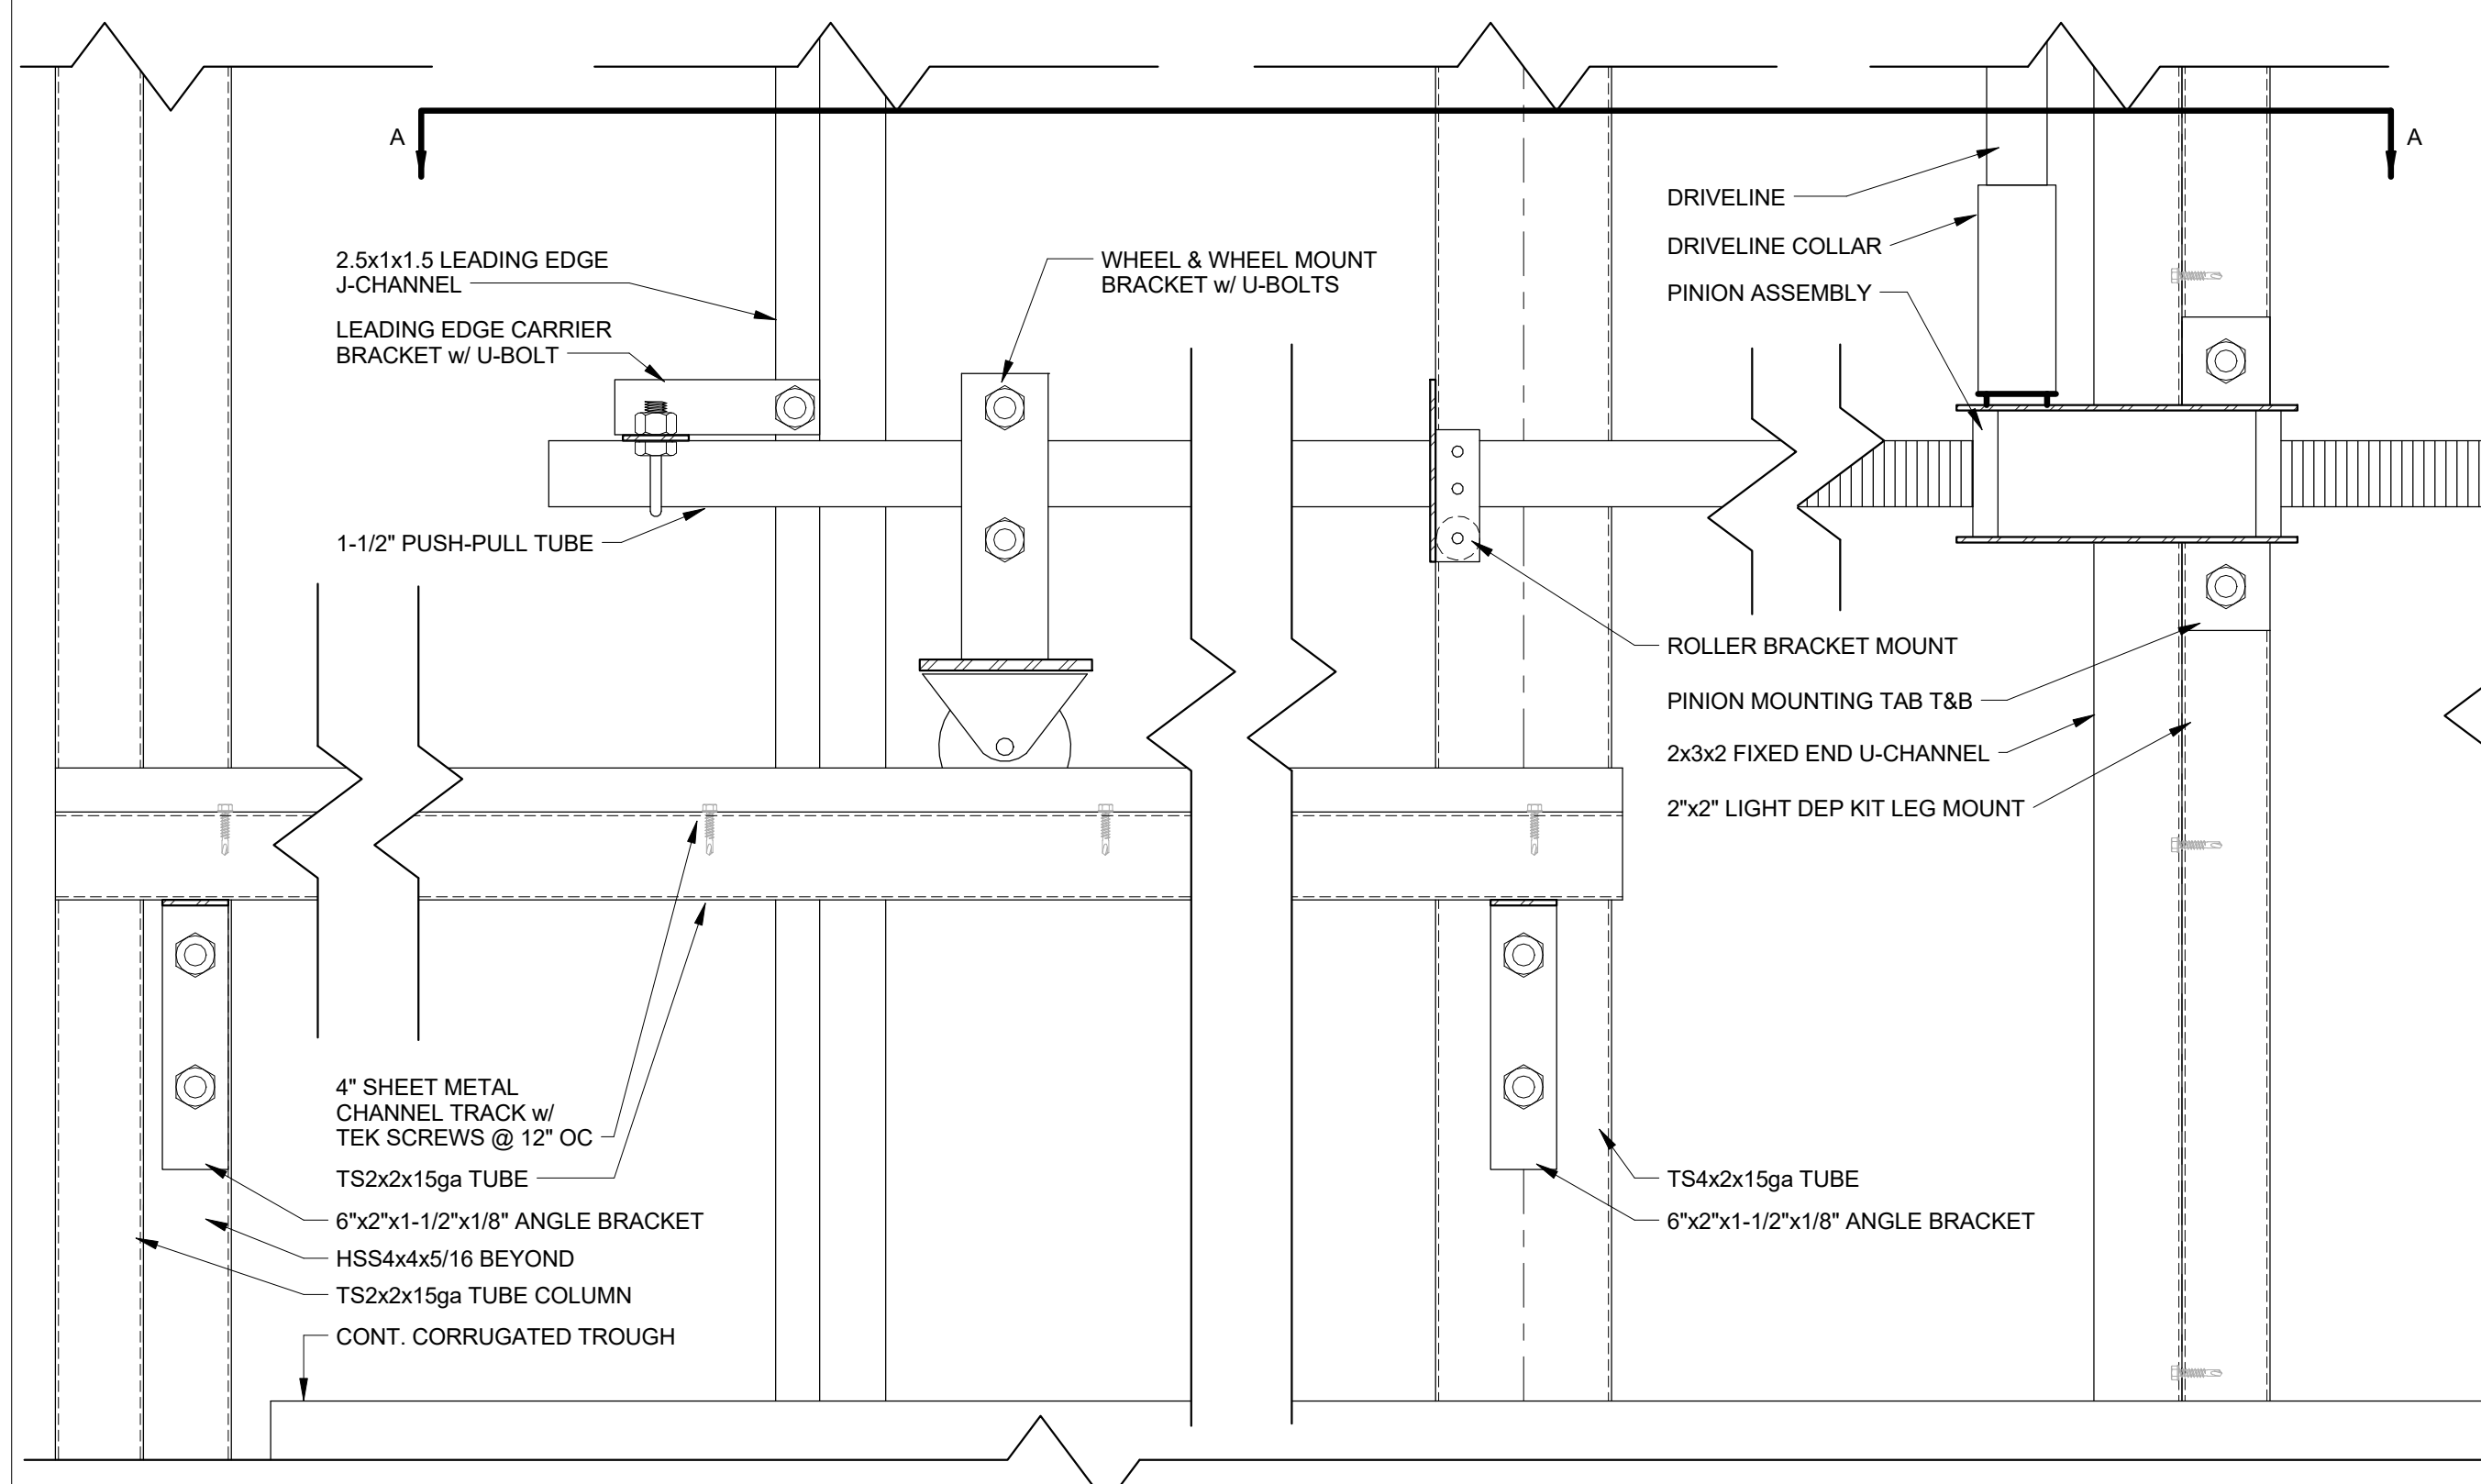 A
A
2.5x1x1.5 LEADING EDGE
J-CHANNEL
LEADING EDGE CARRIER
BRACKET w/ U-BOLT
1-1/2" PUSH-PULL TUBE
WHEEL & WHEEL MOUNT
BRACKET w/ U-BOLTS
DRIVELINE
DRIVELINE COLLAR
PINION ASSEMBLY
ROLLER BRACKET MOUNT
PINION MOUNTING TAB T&B
2x3x2 FIXED END U-CHANNEL
2"x2" LIGHT DEP KIT LEG MOUNT
4" SHEET METAL
CHANNEL TRACK w/
TEK SCREWS @ 12" OC
TS2x2x15ga TUBE
6"x2"x1-1/2"x1/8" ANGLE BRACKET
HSS4x4x5/16 BEYOND
TS2x2x15ga TUBE COLUMN
CONT. CORRUGATED TROUGH
TS4x2x15ga TUBE
6"x2"x1-1/2"x1/8" ANGLE BRACKET